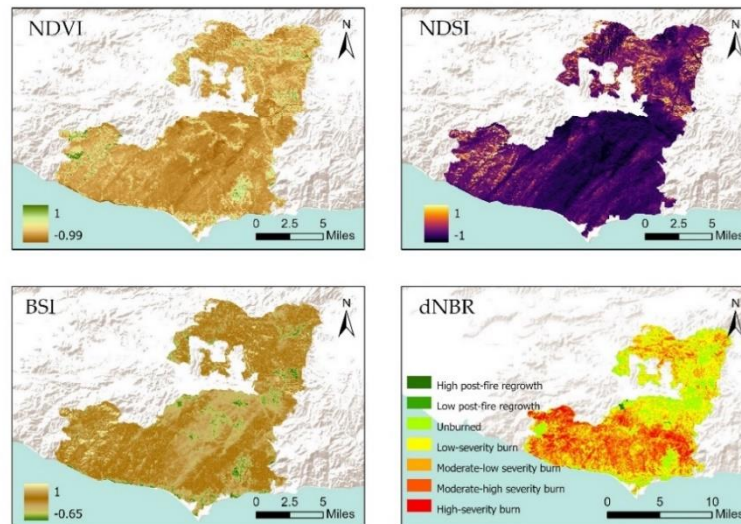 NDVI
N
1
-0.99
0 2.5 5
Miles
NDSI
N
1
-1
0 2.5 5
Miles
BSI
N
1
-0.65
0 2.5 5
Miles
dNBR
N
High post-fire regrowth
Low post-fire regrowth
Unburned
Low-severity burn
Moderate-low severity burn
Moderate-high severity burn
High-severity burn
0 5 10
Miles